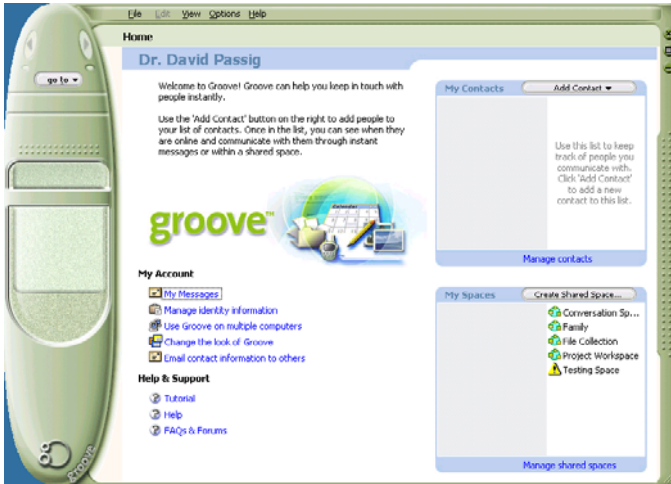 File Edit View Options Help
Home
go to
Dr. David Passig
Welcome to Groove! Groove can help you keep in touch with
people instantly.
Use the 'Add Contact' button on the right to add people to
your list of contacts. Once in the list, you can see when they
are online and communicate with them through instant
messages or within a shared space.
groove™
Calendar
My Account
My Messages
Manage identity information
Use Groove on multiple computers
Change the look of Groove
Email contact information to others
Help & Support
Tutorial
Help
FAQs & Forums
My Contacts
Add Contact
Use this list to keep
track of people you
communicate with.
Click 'Add Contact'
to add a new
contact to this list.
Manage contacts
My Spaces
Create Shared Space...
Conversation Sp...
Family
File Collection
Project Workspace
Testing Space
Manage shared spaces
groove